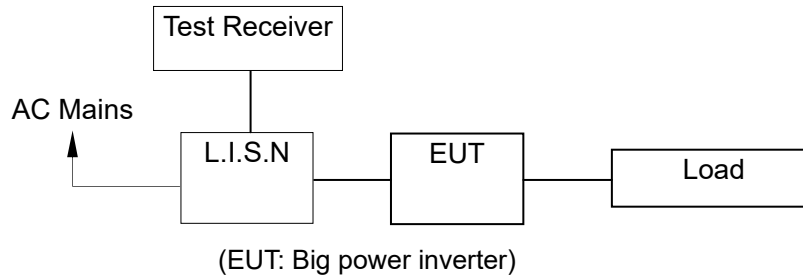 Test Receiver
AC Mains
L.I.S.N
EUT
Load
(EUT: Big power inverter)